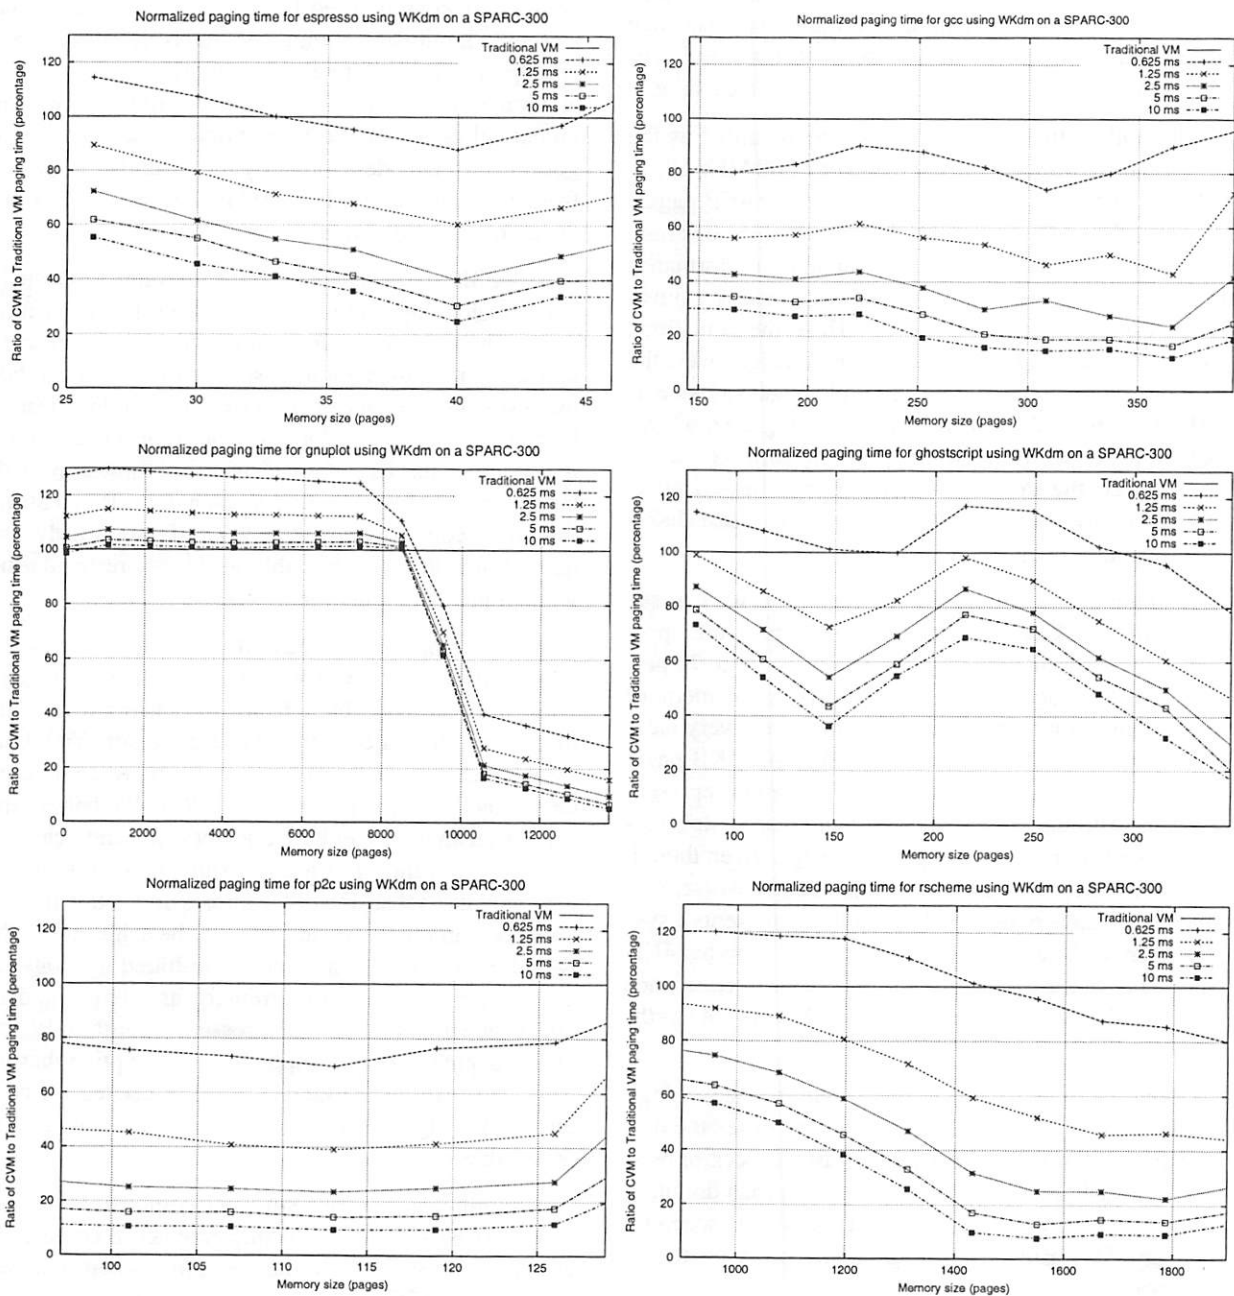 Normalized paging time for espresso using WKdm on a SPARC-300
Ratio of CVM to Traditional VM paging time (percentage)
120
100
80
60
40
20
0
Traditional VM
0.625 ms
1.25 ms
2.5 ms
5 ms
10 ms
25 30 35 40 45
Memory size (pages)
Normalized paging time for gcc using WKdm on a SPARC-300
Ratio of CVM to Traditional VM paging time (percentage)
120
100
80
60
40
20
0
Traditional VM
0.625 ms
1.25 ms
2.5 ms
5 ms
10 ms
150 200 250 300 350
Memory size (pages)
Normalized paging time for gnuplot using WKdm on a SPARC-300
Ratio of CVM to Traditional VM paging time (percentage)
120
100
80
60
40
20
0
Traditional VM
0.625 ms
1.25 ms
2.5 ms
5 ms
10 ms
0 2000 4000 6000 8000 10000 12000
Memory size (pages)
Normalized paging time for ghostscript using WKdm on a SPARC-300
Ratio of CVM to Traditional VM paging time (percentage)
120
100
80
60
40
20
0
Traditional VM
0.625 ms
1.25 ms
2.5 ms
5 ms
10 ms
100 150 200 250 300
Memory size (pages)
Normalized paging time for p2c using WKdm on a SPARC-300
Ratio of CVM to Traditional VM paging time (percentage)
120
100
80
60
40
20
0
Traditional VM
0.625 ms
1.25 ms
2.5 ms
5 ms
10 ms
100 105 110 115 120 125
Memory size (pages)
Normalized paging time for rscheme using WKdm on a SPARC-300
Ratio of CVM to Traditional VM paging time (percentage)
120
100
80
60
40
20
0
Traditional VM
0.625 ms
1.25 ms
2.5 ms
5 ms
10 ms
1000 1200 1400 1600 1800
Memory size (pages)